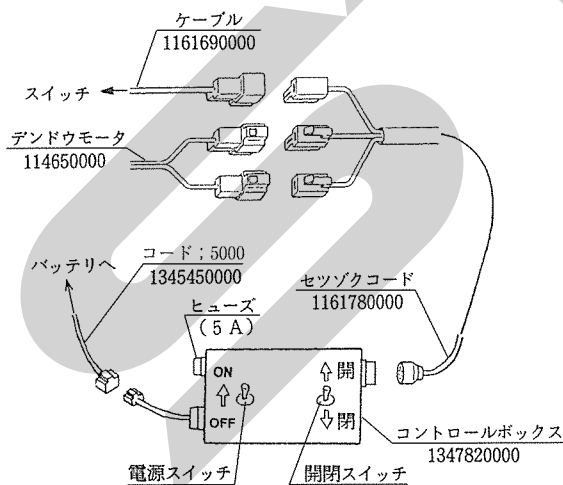 ケーブル
1161690000
スイッチ
デンドウモータ
114650000
コード；5000
1345450000
バッテリへ
セツゾクコード
1161780000
ヒューズ
（5A）
ON
OFF
開
閉
コントロールボックス
1347820000
電源スイッチ
開閉スイッチ